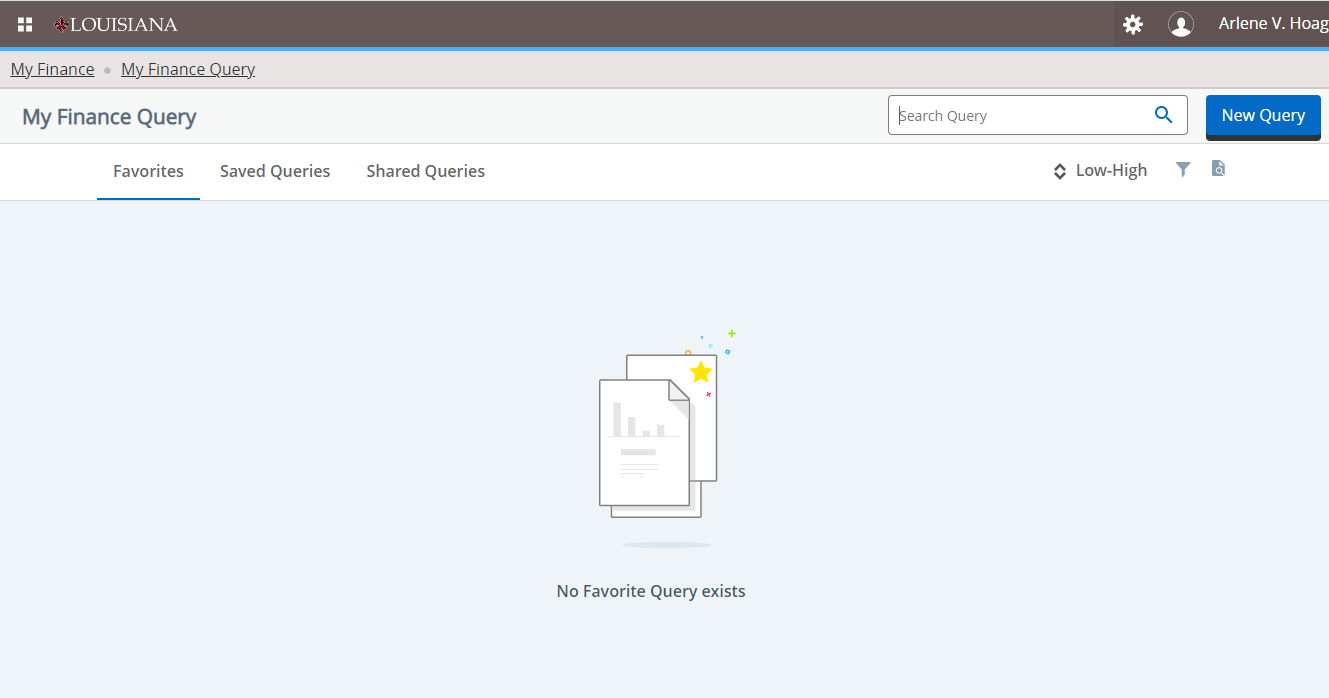 LOUISIANA
Arlene V. Hoag
My Finance • My Finance Query
My Finance Query
Search Query
New Query
Favorites Saved Queries Shared Queries
Low-High
No Favorite Query exists